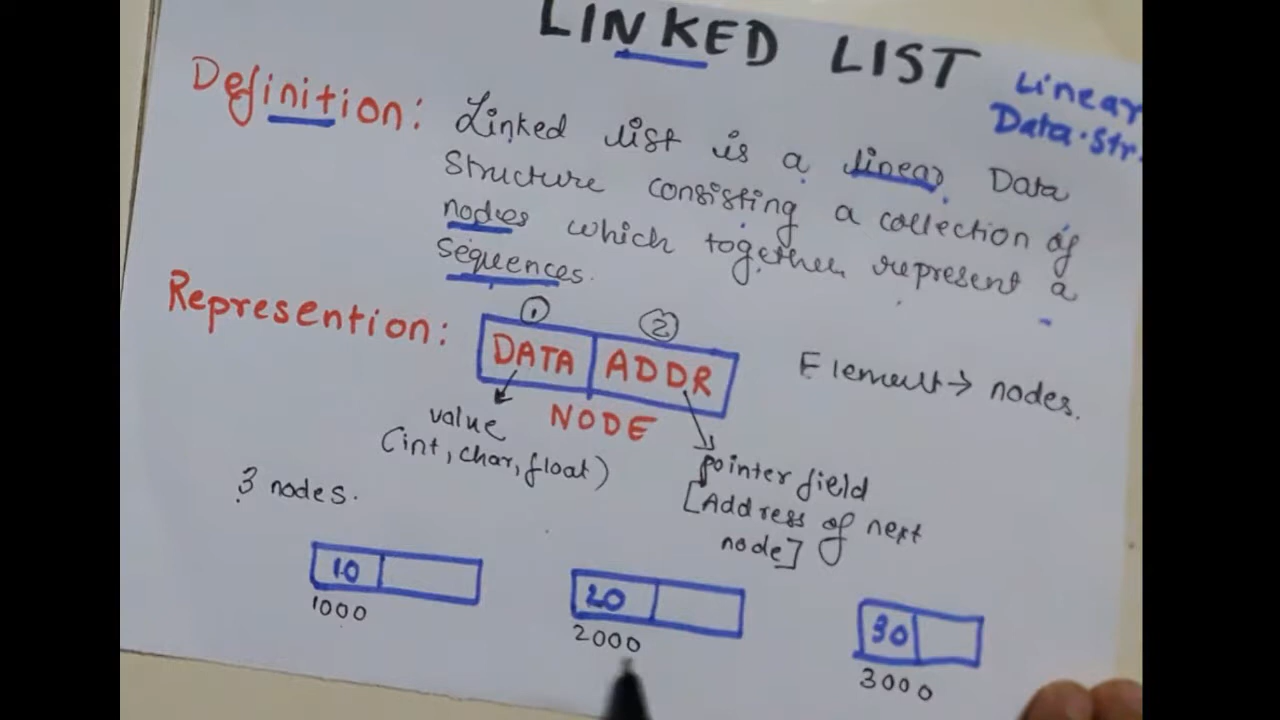 LINKED LIST
Linear
Data.Str.
Definition: Linked list is a linear Data
Structure consisting a collection of
nodes which together represent a
sequences.
Represention:
① ②
DATA ADDR
NODE
Element → nodes.
value
(int, char, float)
pointer field
[Address of next
node]
3 nodes.
10 20 30
1000 2000 3000